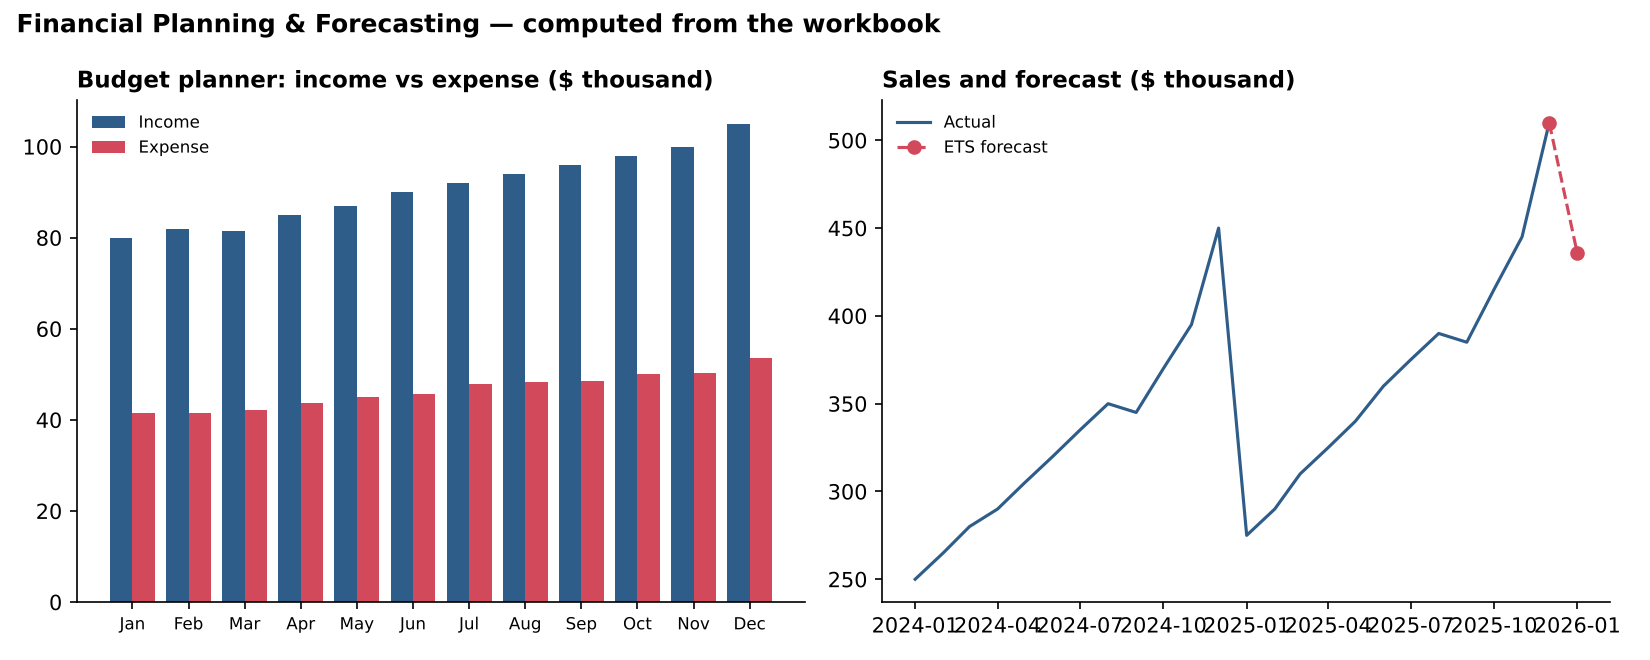 Financial Planning & Forecasting — computed from the workbook
Budget planner: income vs expense ($ thousand)
Income
Expense
100
80
60
40
20
0
Jan Feb Mar Apr May Jun Jul Aug Sep Oct Nov Dec
Sales and forecast ($ thousand)
Actual
ETS forecast
500
450
400
350
300
250
2024-01 2024-04 2024-07 2024-10 2025-01 2025-04 2025-07 2025-10 2026-01